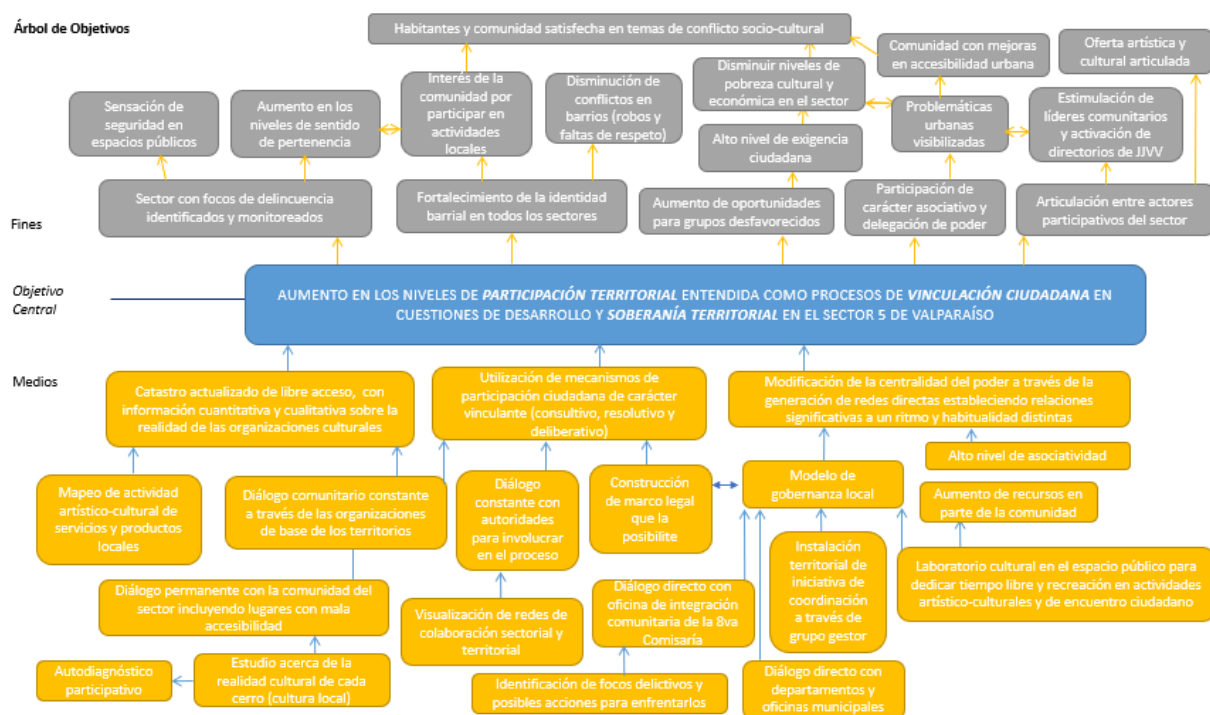 Árbol de Objetivos
Habitantes y comunidad satisfecha en temas de conflicto socio-cultural
Comunidad con mejoras
en accesibilidad urbana
Oferta artística y
cultural articulada
Sensación de
seguridad en
espacios públicos
Aumento en los
niveles de sentido
de pertenencia
Interés de la
comunidad por
participar en
actividades
locales
Disminución de
conflictos en
barrios (robos y
faltas de respeto)
Disminuir niveles de
pobreza cultural y
económica en el sector
Alto nivel de exigencia
ciudadana
Problemáticas
urbanas
visibilizadas
Estimulación de
líderes comunitarios
y activación de
directorios de JJVV
Sector con focos de delincuencia
identificados y monitoreados
Fortalecimiento de la identidad
barrial en todos los sectores
Aumento de oportunidades
para grupos desfavorecidos
Participación de
carácter asociativo y
delegación de poder
Articulación entre actores
participativos del sector
Fines
Objetivo
Central
AUMENTO EN LOS NIVELES DE PARTICIPACIÓN TERRITORIAL ENTENDIDA COMO PROCESOS DE VINCULACIÓN CIUDADANA EN
CUESTIONES DE DESARROLLO Y SOBERANÍA TERRITORIAL EN EL SECTOR 5 DE VALPARAÍSO
Medios
Catastro actualizado de libre acceso, con
información cuantitativa y cualitativa sobre la
realidad de las organizaciones culturales
Utilización de mecanismos de
participación ciudadana de carácter
vinculante (consultivo, resolutivo y
deliberativo)
Modificación de la centralidad del poder a través de la
generación de redes directas estableciendo relaciones
significativas a un ritmo y habitualidad distintas
Alto nivel de asociatividad
Mapeo de actividad
artístico-cultural de
servicios y productos
locales
Diálogo comunitario constante
a través de las organizaciones
de base de los territorios
Diálogo
constante con
autoridades
para involucrar
en el proceso
Construcción
de marco legal
que la
posibilite
Modelo de
gobernanza local
Aumento de recursos en
parte de la comunidad
Diálogo permanente con la comunidad del
sector incluyendo lugares con mala
accesibilidad
Visualización de redes de
colaboración sectorial y
territorial
Diálogo directo con
oficina de integración
comunitaria de la 8va
Comisaría
Instalación
territorial de
iniciativa de
coordinación
a través de
grupo gestor
Laboratorio cultural en el espacio público para
dedicar tiempo libre y recreación en actividades
artístico-culturales y de encuentro ciudadano
Autodiagnóstico
participativo
Estudio acerca de la
realidad cultural de cada
cerro (cultura local)
Identificación de focos delictivos y
posibles acciones para enfrentarlos
Diálogo directo con
departamentos y
oficinas municipales